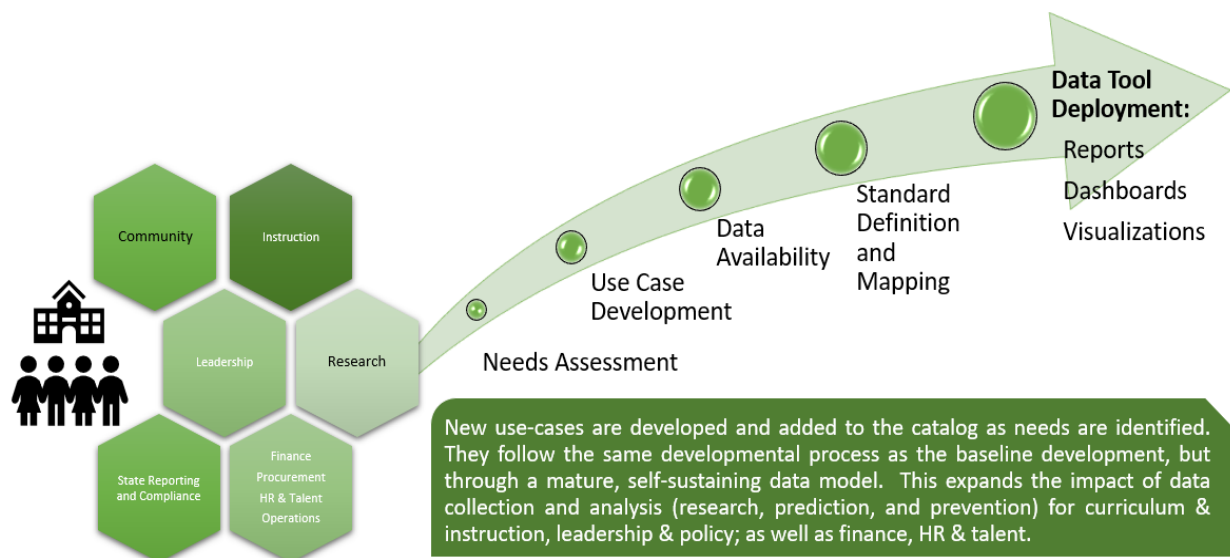 Community
Instruction
Leadership
Research
State Reporting
and Compliance
Finance
Procurement
HR & Talent
Operations
Needs Assessment
Use Case
Development
Data
Availability
Standard
Definition
and
Mapping
Data Tool
Deployment:
Reports
Dashboards
Visualizations
New use-cases are developed and added to the catalog as needs are identified.
They follow the same developmental process as the baseline development, but
through a mature, self-sustaining data model. This expands the impact of data
collection and analysis (research, prediction, and prevention) for curriculum &
instruction, leadership & policy; as well as finance, HR & talent.